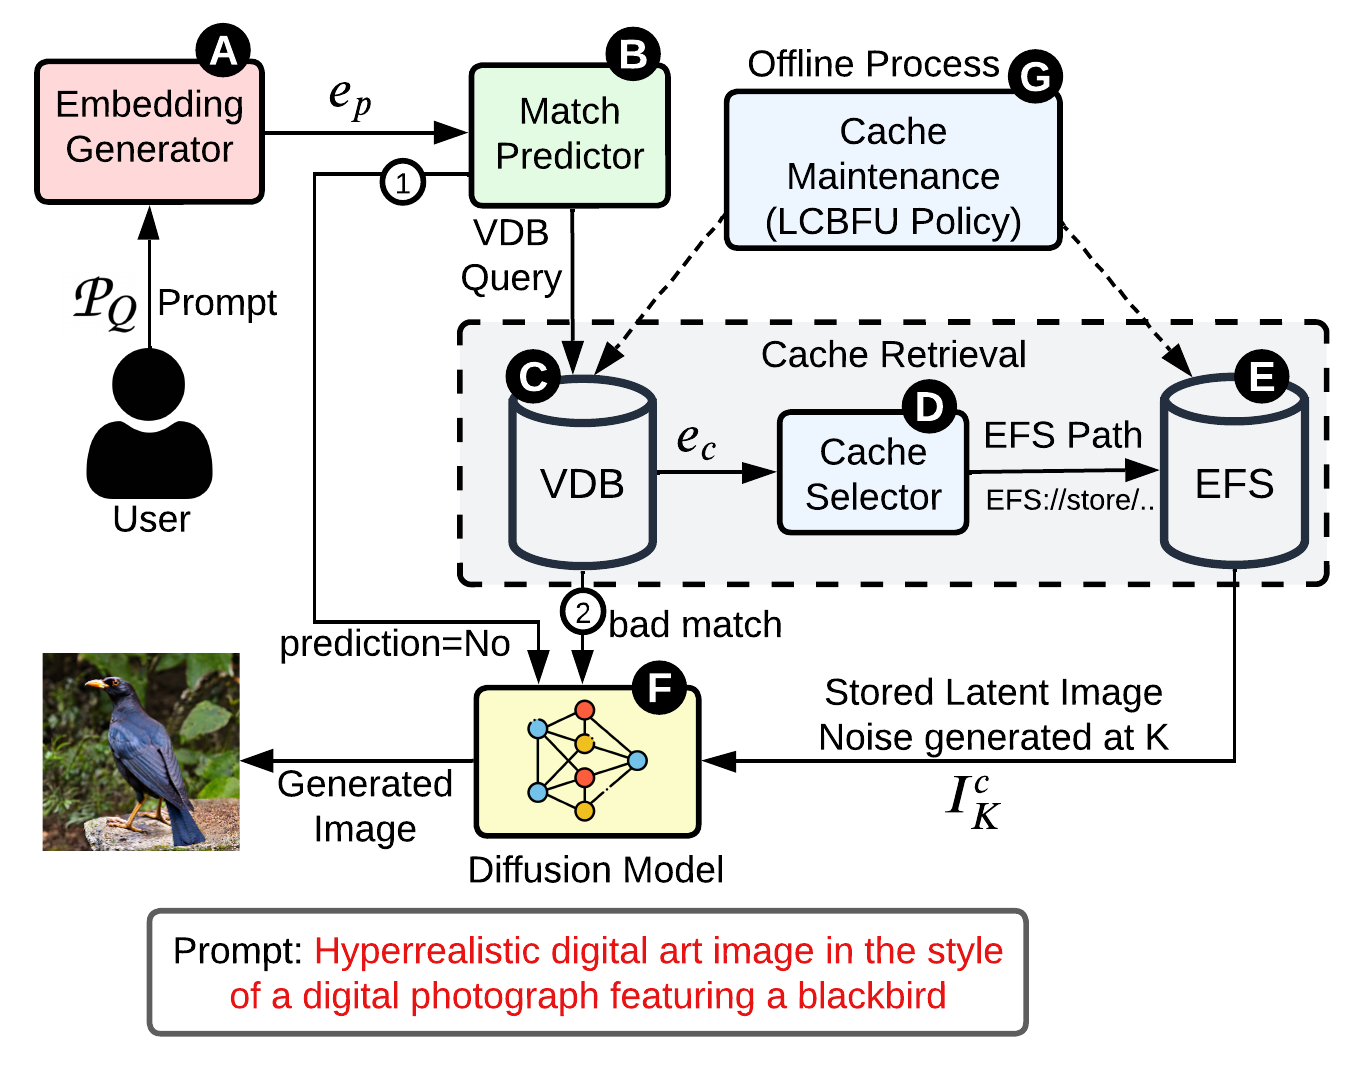 A
Embedding
Generator
e_p
B
Match
Predictor
Offline Process
G
Cache
Maintenance
(LCBFU Policy)
1
VDB
Query
𝒫_Q
Prompt
User
Cache Retrieval
C
VDB
e_c
D
Cache
Selector
EFS Path
EFS://store/..
E
EFS
2
bad match
prediction=No
F
Stored Latent Image
Noise generated at K
I_K^c
Generated
Image
Diffusion Model
Prompt: Hyperrealistic digital art image in the style
of a digital photograph featuring a blackbird